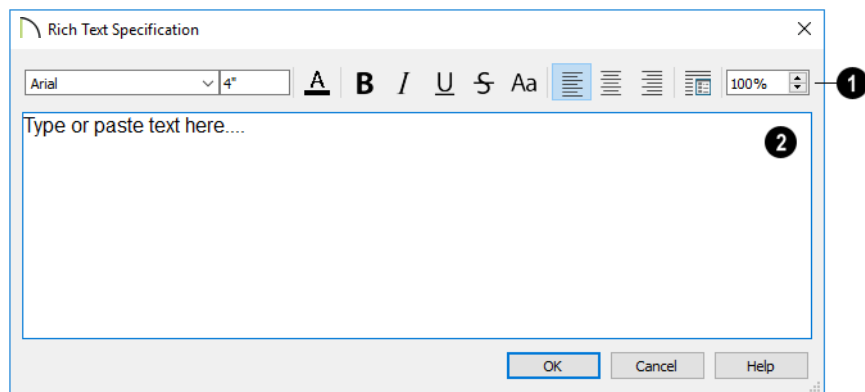 Rich Text Specification
Arial 4" A B I U S Aa 100% 1
Type or paste text here....
2
OK Cancel Help